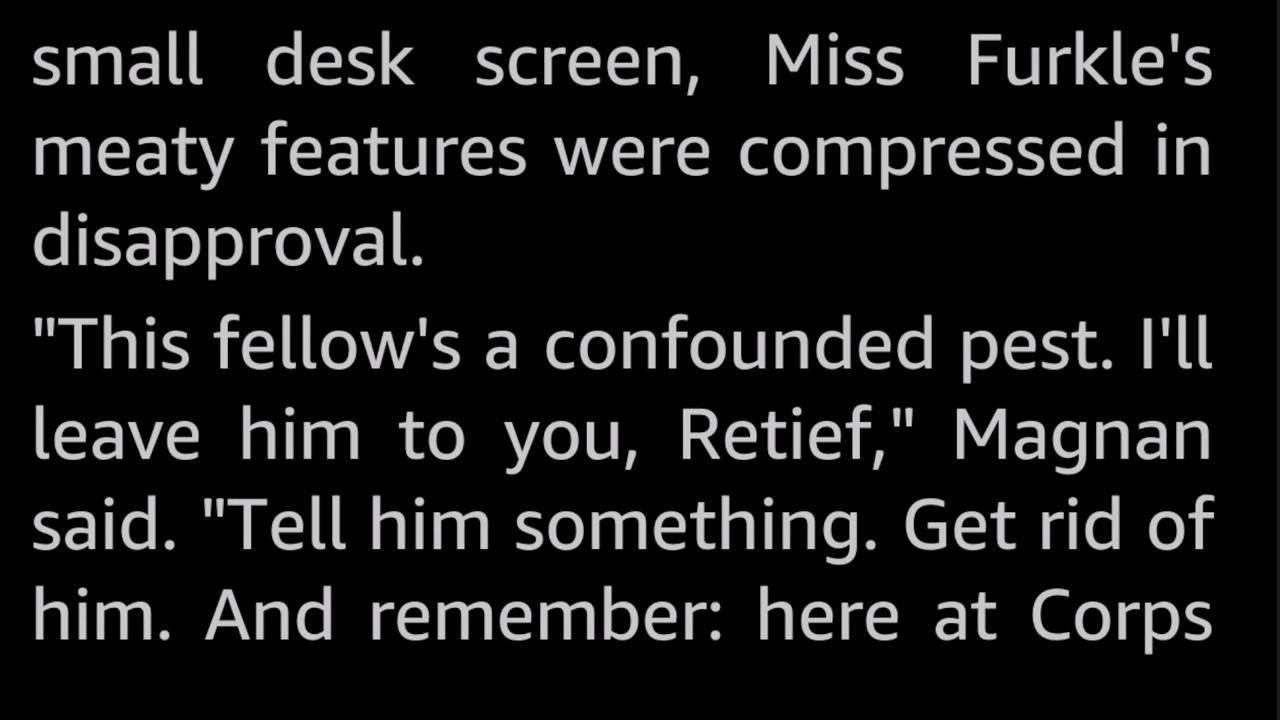 small desk screen, Miss Furkle's
meaty features were compressed in
disapproval.
"This fellow's a confounded pest. I'll
leave him to you, Retief," Magnan
said. "Tell him something. Get rid of
him. And remember: here at Corps